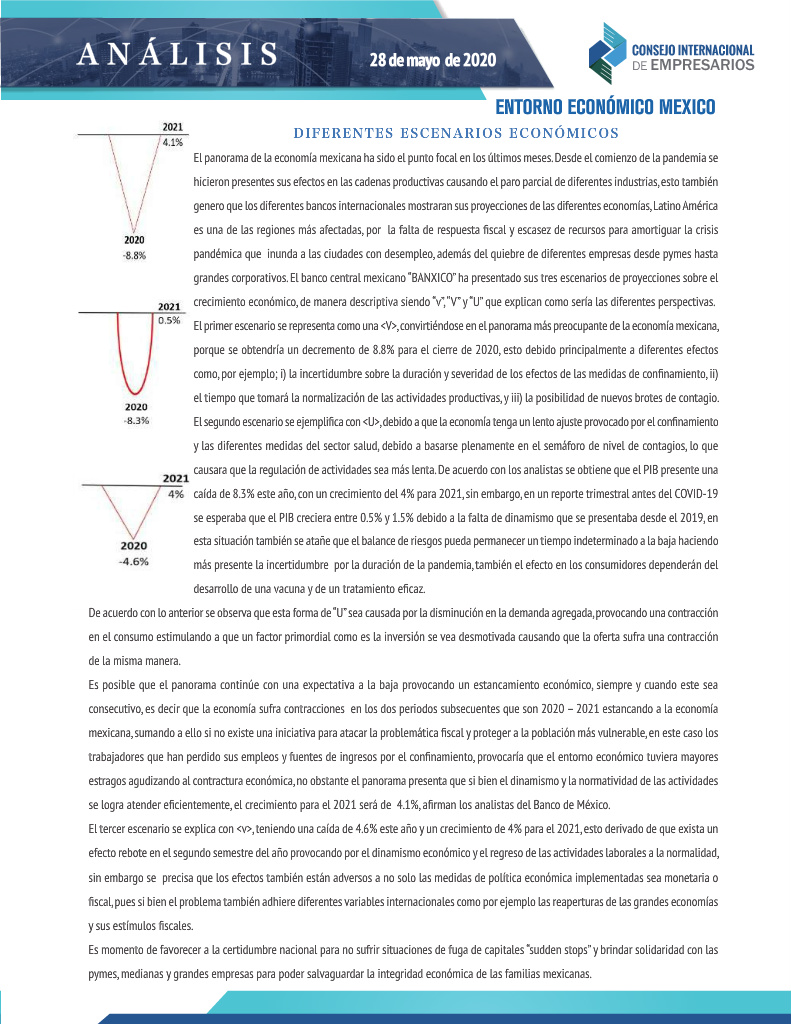 ANÁLISIS
28 de mayo de 2020
CONSEJO INTERNACIONAL
DE EMPRESARIOS
ENTORNO ECONÓMICO MEXICO
DIFERENTES ESCENARIOS ECONÓMICOS
2021
4.1%
2020
-8.8%
2021
0.5%
2020
-8.3%
2021
4%
2020
-4.6%
El panorama de la economía mexicana ha sido el punto focal en los últimos meses. Desde el comienzo de la pandemia se
hicieron presentes sus efectos en las cadenas productivas causando el paro parcial de diferentes industrias, esto también
genero que los diferentes bancos internacionales mostraran sus proyecciones de las diferentes economías, Latino América
es una de las regiones más afectadas, por la falta de respuesta fiscal y escasez de recursos para amortiguar la crisis
pandémica que inunda a las ciudades con desempleo, además del quiebre de diferentes empresas desde pymes hasta
grandes corporativos. El banco central mexicano “BANXICO” ha presentado sus tres escenarios de proyecciones sobre el
crecimiento económico, de manera descriptiva siendo “v”, “V” y “U” que explican como sería las diferentes perspectivas.
El primer escenario se representa como una <V>, convirtiéndose en el panorama más preocupante de la economía mexicana,
porque se obtendría un decremento de 8.8% para el cierre de 2020, esto debido principalmente a diferentes efectos
como, por ejemplo; i) la incertidumbre sobre la duración y severidad de los efectos de las medidas de confinamiento, ii)
el tiempo que tomará la normalización de las actividades productivas, y iii) la posibilidad de nuevos brotes de contagio.
El segundo escenario se ejemplifica con <U>, debido a que la economía tenga un lento ajuste provocado por el confinamiento
y las diferentes medidas del sector salud, debido a basarse plenamente en el semáforo de nivel de contagios, lo que
causara que la regulación de actividades sea más lenta. De acuerdo con los analistas se obtiene que el PIB presente una
caída de 8.3% este año, con un crecimiento del 4% para 2021, sin embargo, en un reporte trimestral antes del COVID-19
se esperaba que el PIB creciera entre 0.5% y 1.5% debido a la falta de dinamismo que se presentaba desde el 2019, en
esta situación también se atañe que el balance de riesgos pueda permanecer un tiempo indeterminado a la baja haciendo
más presente la incertidumbre por la duración de la pandemia, también el efecto en los consumidores dependerán del
desarrollo de una vacuna y de un tratamiento eficaz.
De acuerdo con lo anterior se observa que esta forma de “U” sea causada por la disminución en la demanda agregada, provocando una contracción
en el consumo estimulando a que un factor primordial como es la inversión se vea desmotivada causando que la oferta sufra una contracción
de la misma manera.
Es posible que el panorama continúe con una expectativa a la baja provocando un estancamiento económico, siempre y cuando este sea
consecutivo, es decir que la economía sufra contracciones en los dos periodos subsecuentes que son 2020 – 2021 estancando a la economía
mexicana, sumando a ello si no existe una iniciativa para atacar la problemática fiscal y proteger a la población más vulnerable, en este caso los
trabajadores que han perdido sus empleos y fuentes de ingresos por el confinamiento, provocaría que el entorno económico tuviera mayores
estragos agudizando al contractura económica, no obstante el panorama presenta que si bien el dinamismo y la normatividad de las actividades
se logra atender eficientemente, el crecimiento para el 2021 será de 4.1%, afirman los analistas del Banco de México.
El tercer escenario se explica con <v>, teniendo una caída de 4.6% este año y un crecimiento de 4% para el 2021, esto derivado de que exista un
efecto rebote en el segundo semestre del año provocando por el dinamismo económico y el regreso de las actividades laborales a la normalidad,
sin embargo se precisa que los efectos también están adversos a no solo las medidas de política económica implementadas sea monetaria o
fiscal, pues si bien el problema también adhiere diferentes variables internacionales como por ejemplo las reaperturas de las grandes economías
y sus estímulos fiscales.
Es momento de favorecer a la certidumbre nacional para no sufrir situaciones de fuga de capitales “sudden stops” y brindar solidaridad con las
pymes, medianas y grandes empresas para poder salvaguardar la integridad económica de las familias mexicanas.